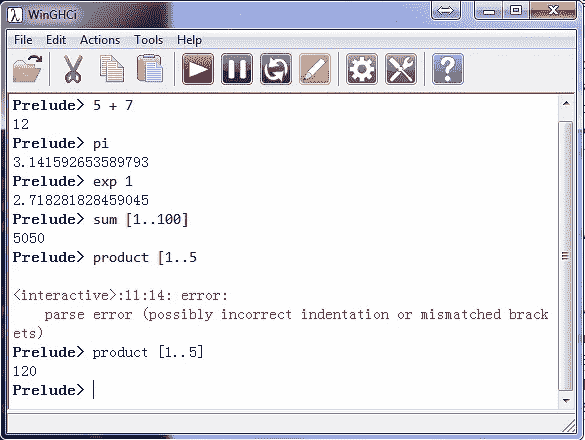 WinGHCi
File Edit Actions Tools Help
Prelude> 5 + 7
12
Prelude> pi
3.141592653589793
Prelude> exp 1
2.718281828459045
Prelude> sum [1..100]
5050
Prelude> product [1..5

<interactive>:11:14: error:
    parse error (possibly incorrect indentation or mismatched brack
ets)
Prelude> product [1..5]
120
Prelude>